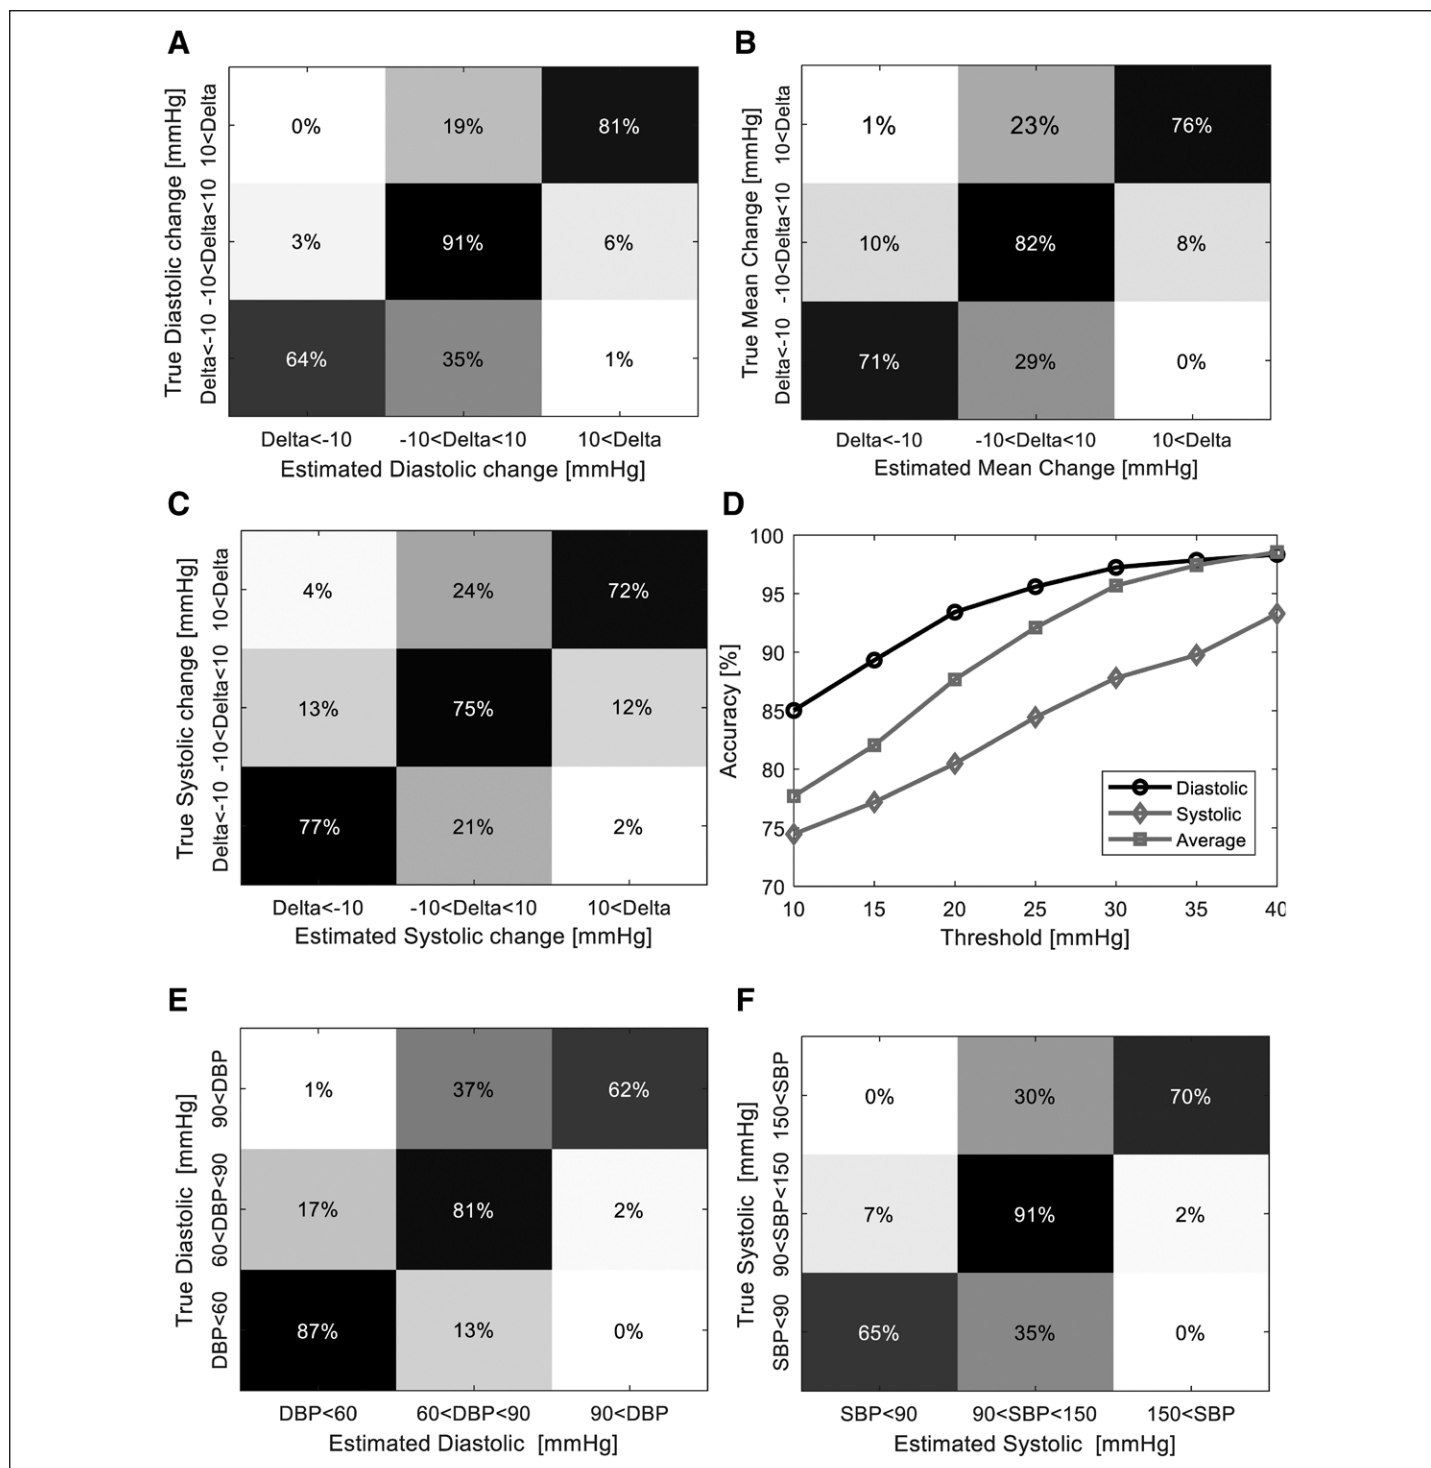 A
True Diastolic change [mmHg]
10<Delta
-10<Delta<10
Delta<-10
0% 19% 81%
3% 91% 6%
64% 35% 1%
Delta<-10 -10<Delta<10 10<Delta
Estimated Diastolic change [mmHg]
B
True Mean Change [mmHg]
10<Delta
-10<Delta<10
Delta<-10
1% 23% 76%
10% 82% 8%
71% 29% 0%
Delta<-10 -10<Delta<10 10<Delta
Estimated Mean Change [mmHg]
C
True Systolic change [mmHg]
10<Delta
-10<Delta<10
Delta<-10
4% 24% 72%
13% 75% 12%
77% 21% 2%
Delta<-10 -10<Delta<10 10<Delta
Estimated Systolic change [mmHg]
D
Accuracy [%]
100
95
90
85
80
75
70
Diastolic
Systolic
Average
10 15 20 25 30 35 40
Threshold [mmHg]
E
True Diastolic [mmHg]
90<DBP
60<DBP<90
DBP<60
1% 37% 62%
17% 81% 2%
87% 13% 0%
DBP<60 60<DBP<90 90<DBP
Estimated Diastolic [mmHg]
F
True Systolic [mmHg]
150<SBP
90<SBP<150
SBP<90
0% 30% 70%
7% 91% 2%
65% 35% 0%
SBP<90 90<SBP<150 150<SBP
Estimated Systolic [mmHg]